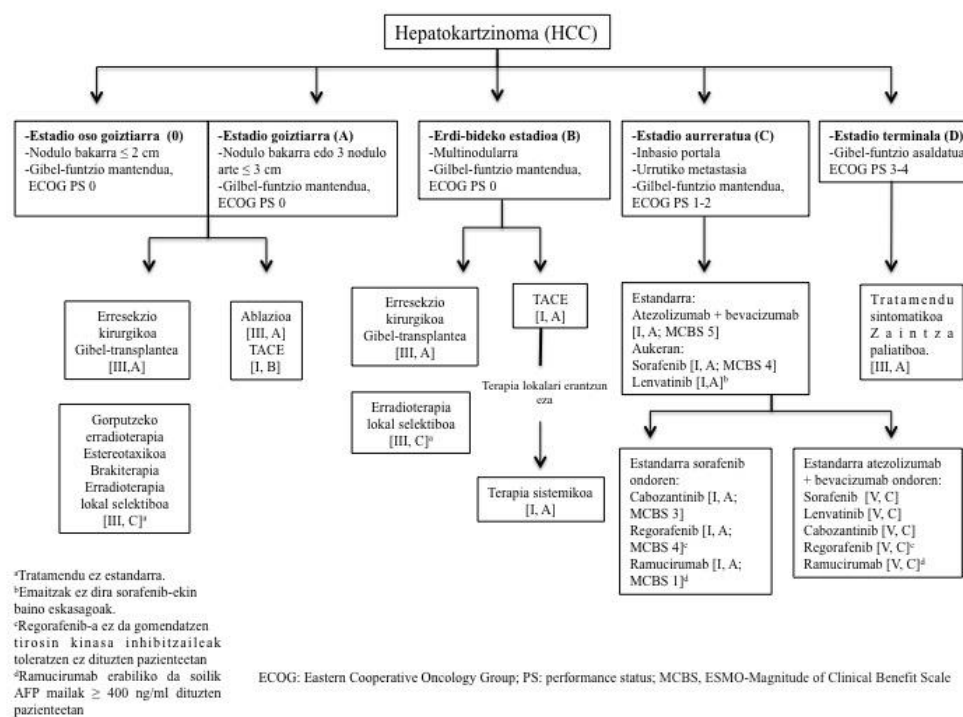 Hepatokartzinoma (HCC)
-Estadio oso goiztiarra (0)
-Nodulo bakarra ≤ 2 cm
-Gibel-funtzio mantendua,
ECOG PS 0
-Estadio goiztiarra (A)
-Nodulo bakarra edo 3 nodulo
arte ≤ 3 cm
-Gilbel-funtzio mantendua,
ECOG PS 0
-Erdi-bideko estadioa (B)
-Multinodularra
-Gilbel-funtzio mantendua,
ECOG PS 0
-Estadio aurreratua (C)
-Inbasio portala
-Urrutiko metastasia
-Gilbel-funtzio mantendua,
ECOG PS 1-2
-Estadio terminala (D)
-Gibel-funtzio asaldatua
ECOG PS 3-4
Erresekzio
kirurgikoa
Gibel-transplantea
[III,A]
Ablazioa
[III, A]
TACE
[I, B]
Gorputzeko
erradioterapia
Estereotaxikoa
Brakiterapia
Erradioterapia
lokal selektiboa
[III, C]ᵃ
Erresekzio
kirurgikoa
Gibel-transplantea
[III, A]
Erradioterapia
lokal selektiboa
[III, C]ᵃ
TACE
[I, A]
Terapia lokalari erantzun
eza
Terapia sistemikoa
[I, A]
Estandarra:
Atezolizumab + bevacizumab
[I, A; MCBS 5]
Aukeran:
Sorafenib [I, A; MCBS 4]
Lenvatinib [I,A]ᵇ
Estandarra sorafenib
ondoren:
Cabozantinib [I, A;
MCBS 3]
Regorafenib [I, A;
MCBS 4]ᶜ
Ramucirumab [I, A;
MCBS 1]ᵈ
Estandarra atezolizumab
+ bevacizumab ondoren:
Sorafenib [V, C]
Lenvatinib [V, C]
Cabozantinib [V, C]
Regorafenib [V, C]ᶜ
Ramucirumab [V, C]ᵈ
Tratamendu
sintomatikoa
Zaintza
paliatiboa.
[III, A]
ᵃTratamendu ez estandarra.
ᵇEmaitzak ez dira sorafenib-ekin
baino eskasagoak.
ᶜRegorafenib-a ez da gomendatzen
tirosin kinasa inhibitzaileak
toleratzen ez dituzten pazienteetan
ᵈRamucirumab erabiliko da soilik
AFP mailak ≥ 400 ng/ml dituzten
pazienteetan
ECOG: Eastern Cooperative Oncology Group; PS: performance status; MCBS, ESMO-Magnitude of Clinical Benefit Scale